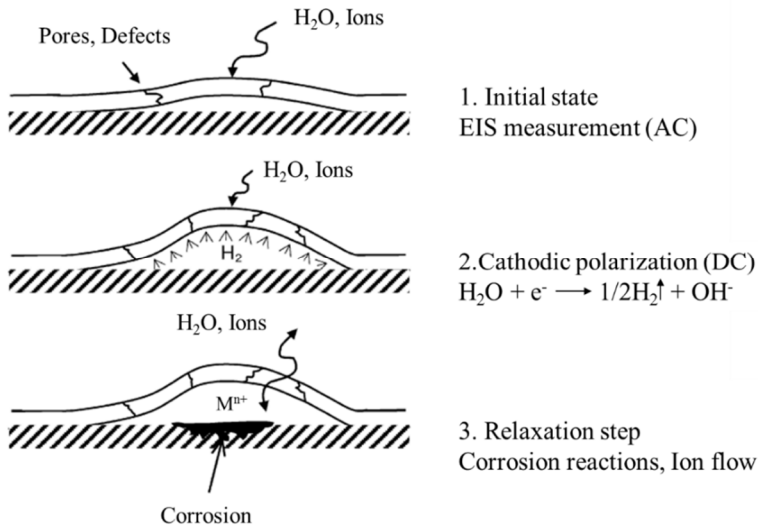 H₂O, Ions
Pores, Defects
1. Initial state
EIS measurement (AC)
H₂O, Ions
H₂
2.Cathodic polarization (DC)
H₂O + e⁻ ⟶ 1/2H₂↑ + OH⁻
H₂O, Ions
Mⁿ⁺
3. Relaxation step
Corrosion reactions, Ion flow
Corrosion